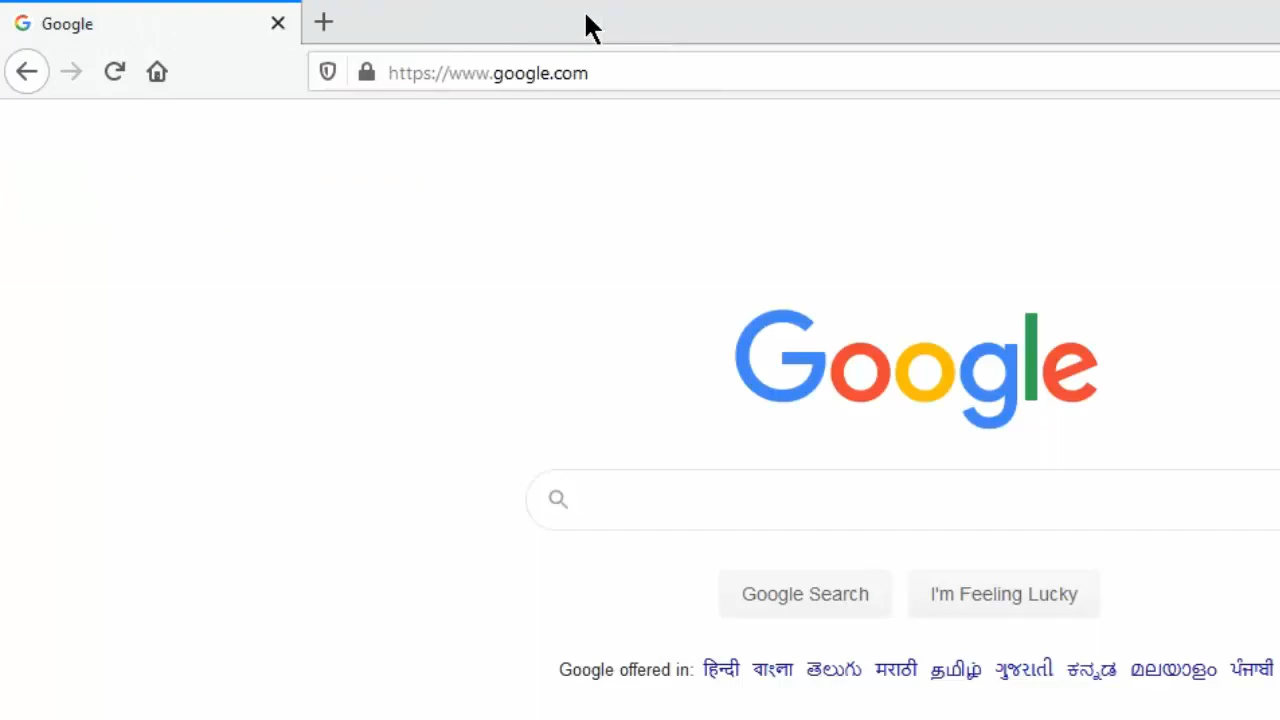 Google
https://www.google.com
Google
Google Search I'm Feeling Lucky
Google offered in: हिन्दी বাংলা తెలుగు मराठी தமிழ் ગુજરાતી ಕನ್ನಡ മലയാളം ਪੰਜਾਬੀ